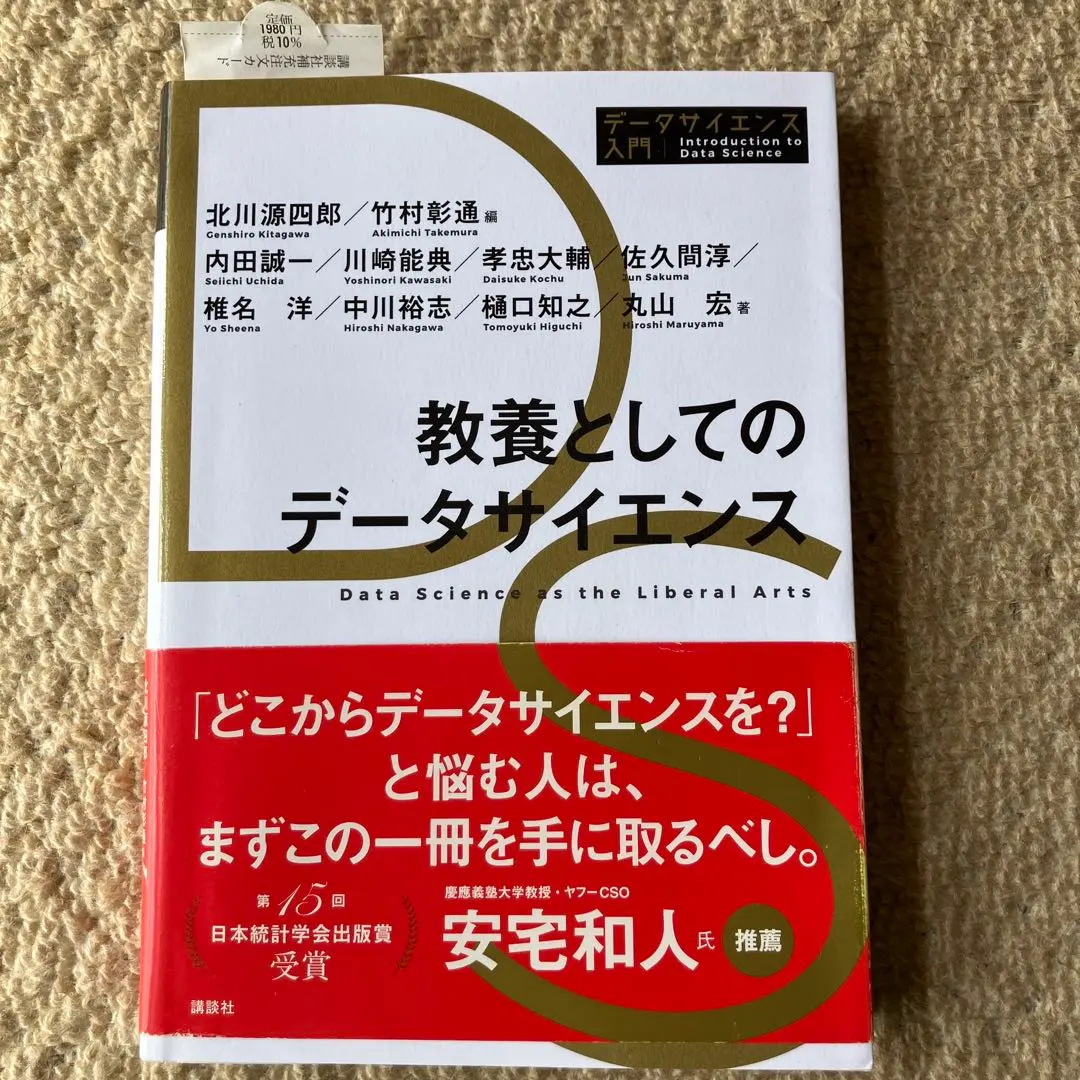 定価
1980円
税10%
講談社補充注文カード
データサイエンス
入門 Introduction to
Data Science
北川源四郎／竹村彰通 編
Genshiro Kitagawa Akimichi Takemura
内田誠一／川崎能典／孝忠大輔／佐久間淳／
Seiichi Uchida Yoshinori Kawasaki Daisuke Kochu Jun Sakuma
椎名 洋／中川裕志／樋口知之／丸山 宏 著
Yo Sheena Hiroshi Nakagawa Tomoyuki Higuchi Hiroshi Maruyama
教養としての
データサイエンス
Data Science as the Liberal Arts
「どこからデータサイエンスを?」
と悩む人は、
まずこの一冊を手に取るべし。
第15回
日本統計学会出版賞
受賞
慶應義塾大学教授・ヤフーCSO
安宅和人氏 推薦
講談社